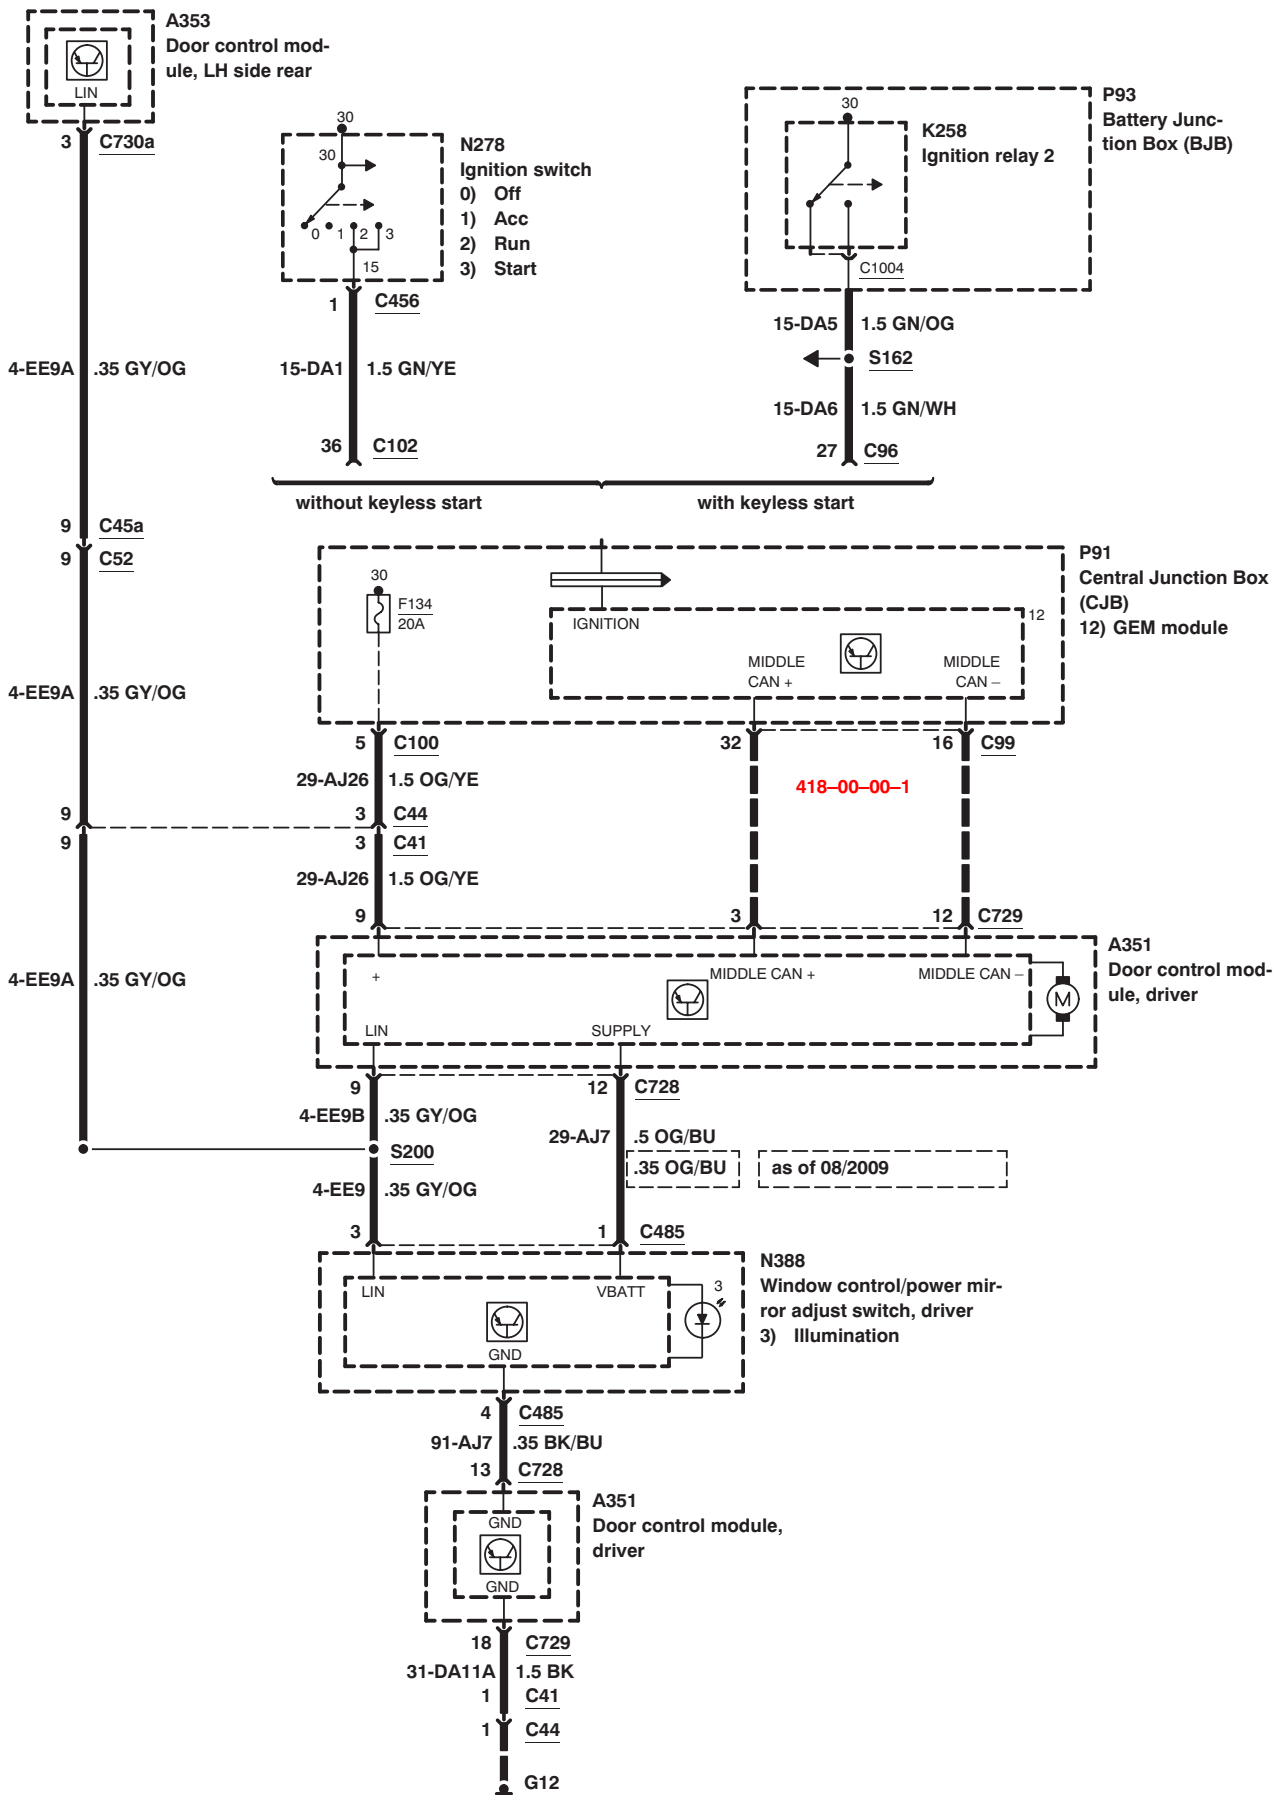 A353
Door control mod-
ule, LH side rear
LIN
3 C730a
30
30
0 1 2 3
15
N278
Ignition switch
0) Off
1) Acc
2) Run
3) Start
1 C456
30
K258
Ignition relay 2
C1004
P93
Battery Junc-
tion Box (BJB)
15-DA5 1.5 GN/OG
S162
4-EE9A .35 GY/OG
15-DA1 1.5 GN/YE
15-DA6 1.5 GN/WH
36 C102
27 C96
without keyless start
with keyless start
9 C45a
9 C52
30
F134
20A
IGNITION
12
MIDDLE
CAN +
MIDDLE
CAN –
P91
Central Junction Box
(CJB)
12) GEM module
4-EE9A .35 GY/OG
5 C100
32
16 C99
29-AJ26 1.5 OG/YE
418–00–00–1
9
3 C44
9
3 C41
29-AJ26 1.5 OG/YE
9
3
12 C729
A351
Door control mod-
ule, driver
4-EE9A .35 GY/OG
+
MIDDLE CAN +
MIDDLE CAN –
M
LIN
SUPPLY
9
12 C728
4-EE9B .35 GY/OG
29-AJ7 .5 OG/BU
S200
.35 OG/BU
as of 08/2009
4-EE9 .35 GY/OG
3
1 C485
LIN
VBATT
3
GND
N388
Window control/power mir-
ror adjust switch, driver
3) Illumination
4 C485
91-AJ7 .35 BK/BU
13 C728
GND
GND
A351
Door control module,
driver
18 C729
31-DA11A 1.5 BK
1 C41
1 C44
G12